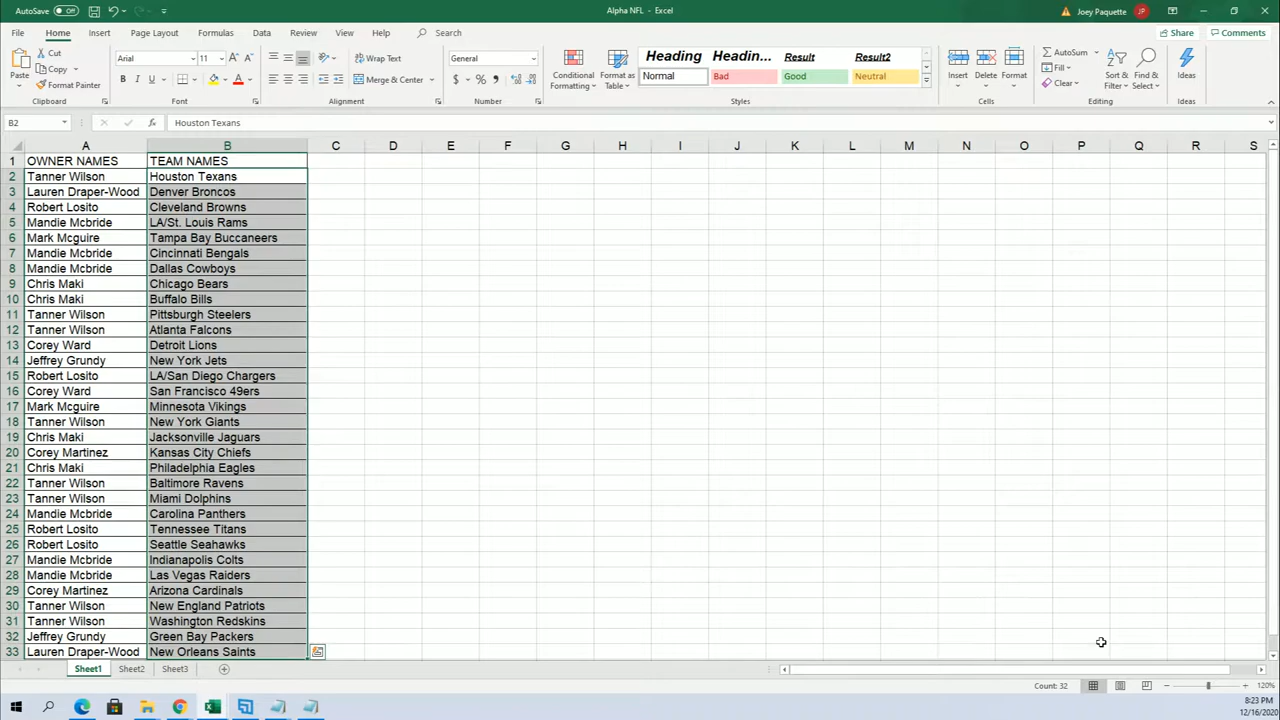 AutoSave Off
Alpha NFL - Excel
Joey Paquette JP
File Home Insert Page Layout Formulas Data Review View Help Search
Share Comments
Paste
Cut
Copy
Format Painter
Clipboard
Arial 11
B I U
Font
Wrap Text
Merge & Center
Alignment
General
$ % ,
Number
Conditional Formatting
Format as Table
Heading Headin... Result Result2
Normal Bad Good Neutral
Styles
Insert Delete Format
Cells
AutoSum
Fill
Clear
Sort & Filter
Find & Select
Editing
Ideas
Ideas
B2 fx Houston Texans
A B C D E F G H I J K L M N O P Q R S
1 OWNER NAMES TEAM NAMES
2 Tanner Wilson Houston Texans
3 Lauren Draper-Wood Denver Broncos
4 Robert Losito Cleveland Browns
5 Mandie Mcbride LA/St. Louis Rams
6 Mark Mcguire Tampa Bay Buccaneers
7 Mandie Mcbride Cincinnati Bengals
8 Mandie Mcbride Dallas Cowboys
9 Chris Maki Chicago Bears
10 Chris Maki Buffalo Bills
11 Tanner Wilson Pittsburgh Steelers
12 Tanner Wilson Atlanta Falcons
13 Corey Ward Detroit Lions
14 Jeffrey Grundy New York Jets
15 Robert Losito LA/San Diego Chargers
16 Corey Ward San Francisco 49ers
17 Mark Mcguire Minnesota Vikings
18 Tanner Wilson New York Giants
19 Chris Maki Jacksonville Jaguars
20 Corey Martinez Kansas City Chiefs
21 Chris Maki Philadelphia Eagles
22 Tanner Wilson Baltimore Ravens
23 Tanner Wilson Miami Dolphins
24 Mandie Mcbride Carolina Panthers
25 Robert Losito Tennessee Titans
26 Robert Losito Seattle Seahawks
27 Mandie Mcbride Indianapolis Colts
28 Mandie Mcbride Las Vegas Raiders
29 Corey Martinez Arizona Cardinals
30 Tanner Wilson New England Patriots
31 Tanner Wilson Washington Redskins
32 Jeffrey Grundy Green Bay Packers
33 Lauren Draper-Wood New Orleans Saints
Sheet1 Sheet2 Sheet3
Count: 32 120%
8:23 PM
12/16/2020